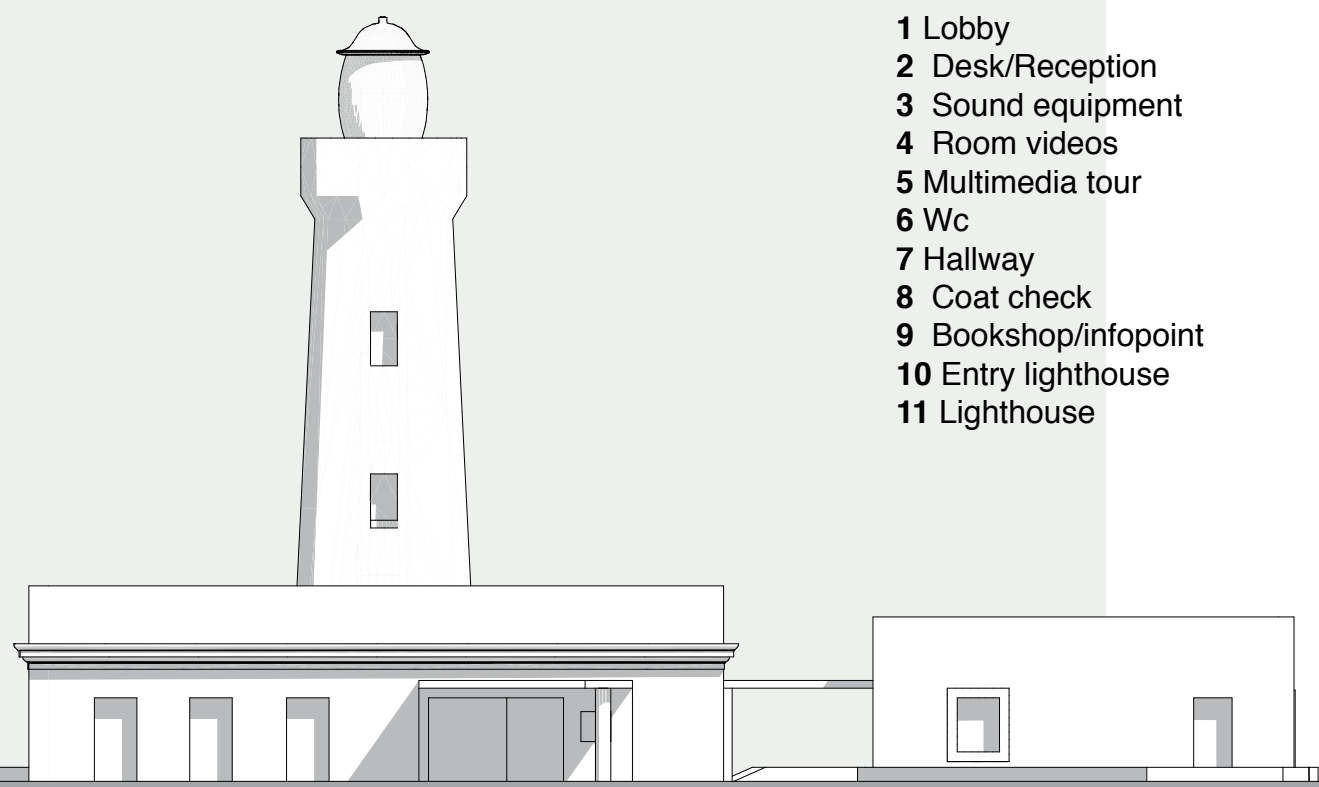 1 Lobby
2 Desk/Reception
3 Sound equipment
4 Room videos
5 Multimedia tour
6 Wc
7 Hallway
8 Coat check
9 Bookshop/infopoint
10 Entry lighthouse
11 Lighthouse